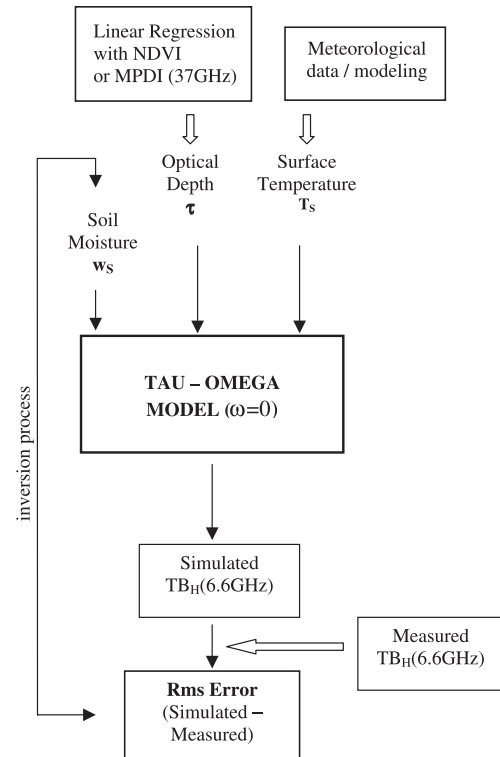 Linear Regression
with NDVI
or MPDI (37GHz)
Meteorological
data / modeling
Optical
Depth
τ
Surface
Temperature
Ts
Soil
Moisture
ws
TAU – OMEGA
MODEL (ω=0)
inversion process
Simulated
TBH(6.6GHz)
Measured
TBH(6.6GHz)
Rms Error
(Simulated –
Measured)